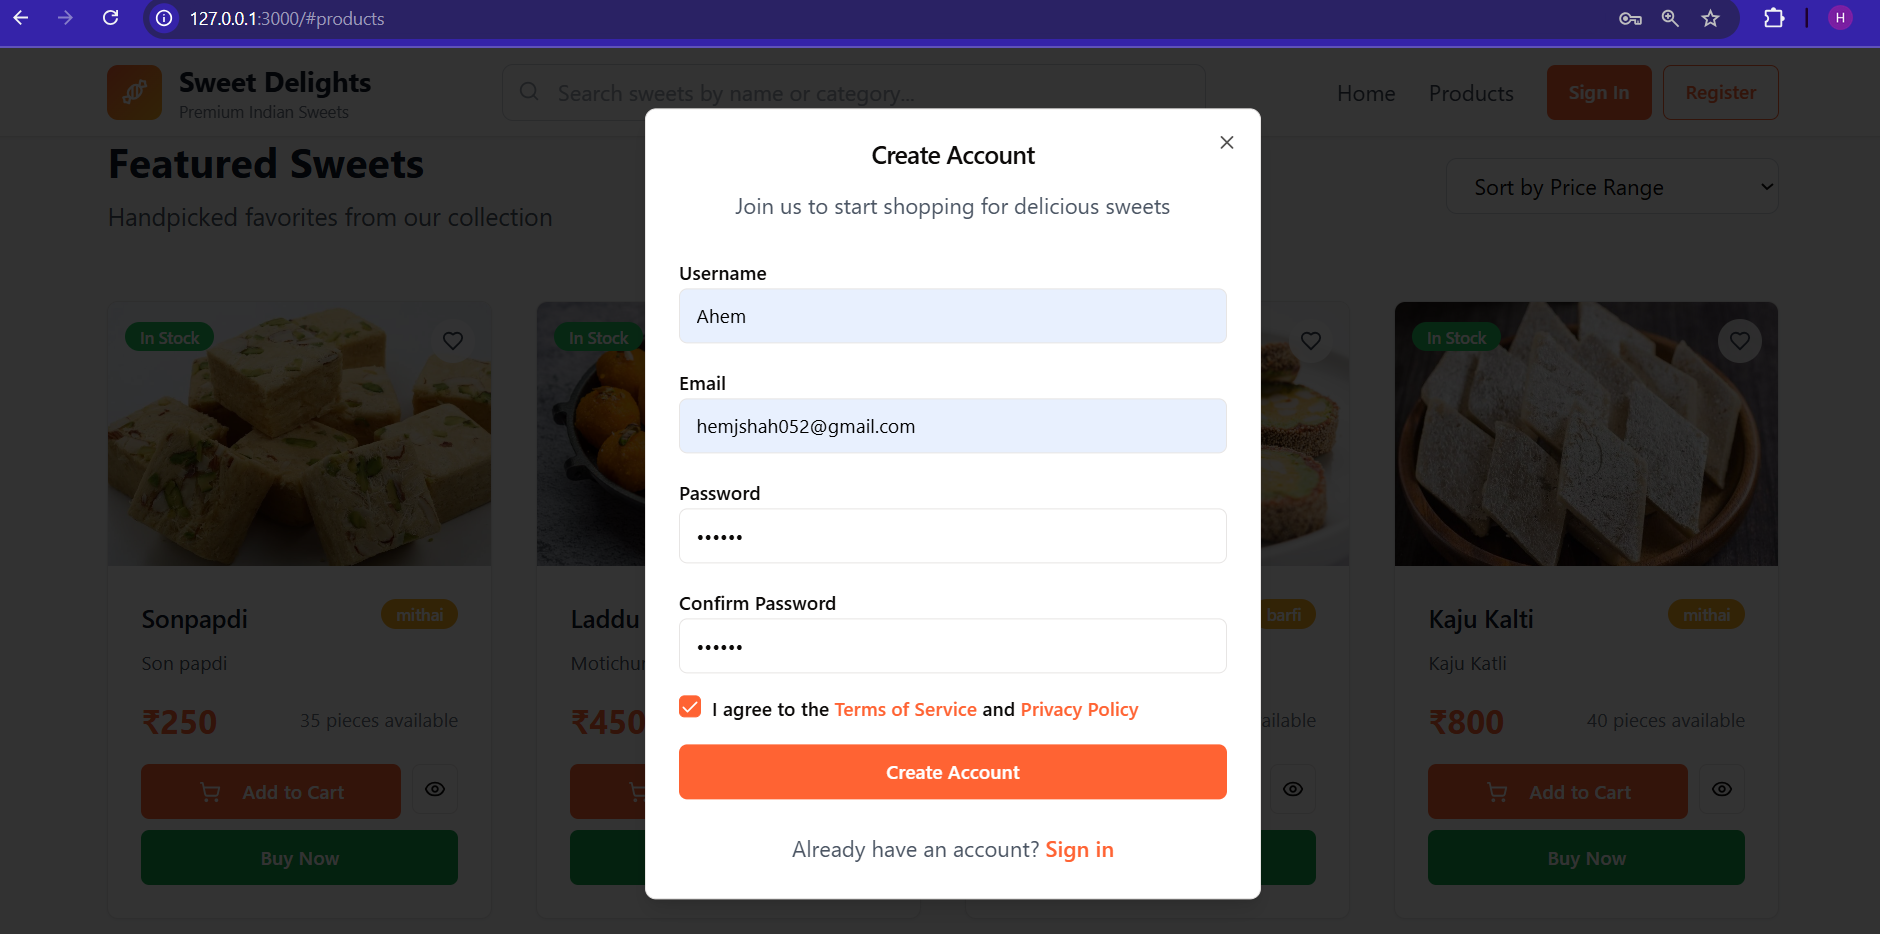 127.0.0.1:3000/#products
H
Sweet Delights
Premium Indian Sweets
Search sweets by name or category...
Home
Products
Sign In
Register
Featured Sweets
Handpicked favorites from our collection
Sort by Price Range
Create Account
Join us to start shopping for delicious sweets
Username
Ahem
Email
hemjshah052@gmail.com
Password
••••••
Confirm Password
••••••
I agree to the Terms of Service and Privacy Policy
Create Account
Already have an account? Sign in
In Stock
Sonpapdi
mithai
Son papdi
₹250
35 pieces available
Add to Cart
Buy Now
In Stock
Laddu
₹450
barfi
In Stock
Kaju Kalti
mithai
Kaju Katli
₹800
40 pieces available
Add to Cart
Buy Now